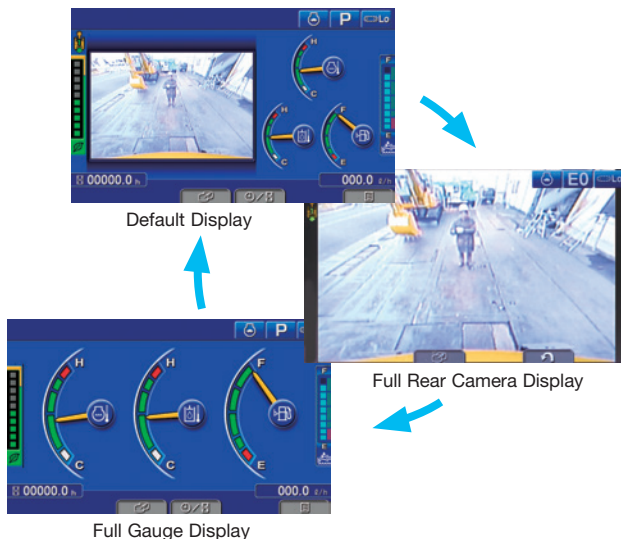 P Lo
H
C
H
C
F
E
F
E
00000.0 h
000.0 ℓ/h
Default Display
E0 Lo
Full Rear Camera Display
P
H
C
H
C
F
E
F
E
00000.0 h
000.0 ℓ/h
Full Gauge Display